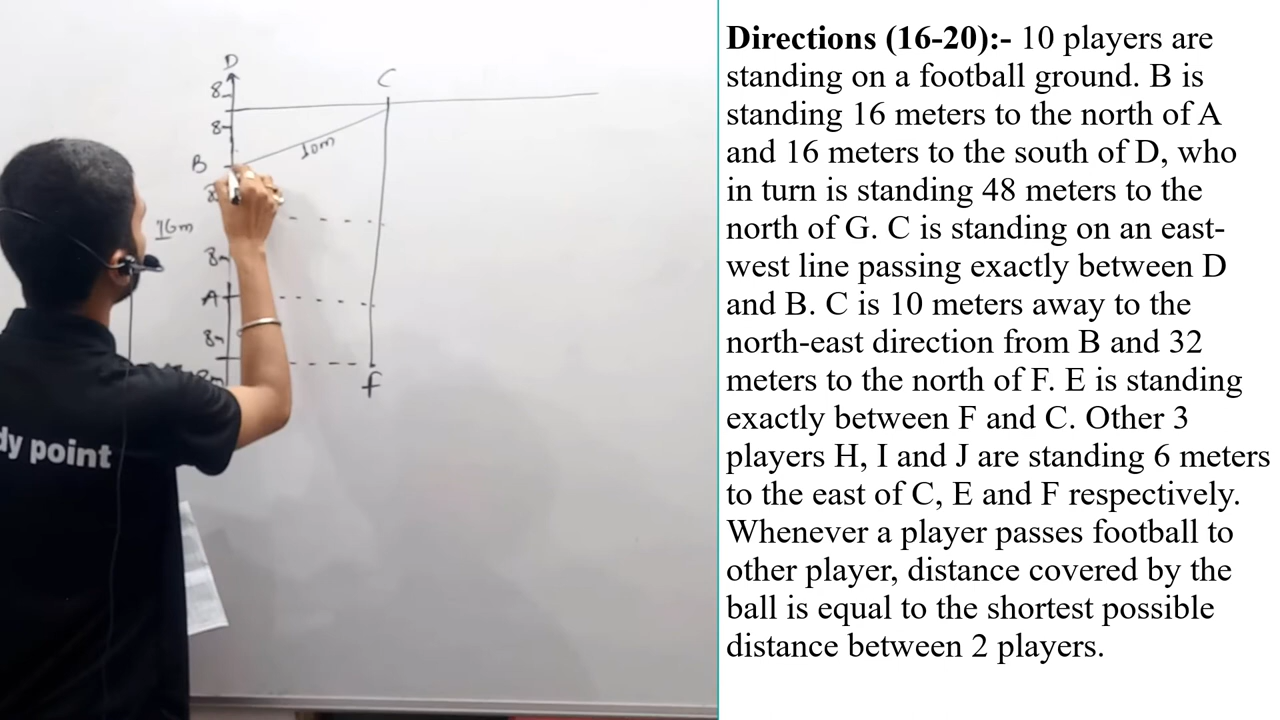 D
C
8
8
10m
B
8
16m
8
A
8
F
dy point
Directions (16-20):- 10 players are
standing on a football ground. B is
standing 16 meters to the north of A
and 16 meters to the south of D, who
in turn is standing 48 meters to the
north of G. C is standing on an east-
west line passing exactly between D
and B. C is 10 meters away to the
north-east direction from B and 32
meters to the north of F. E is standing
exactly between F and C. Other 3
players H, I and J are standing 6 meters
to the east of C, E and F respectively.
Whenever a player passes football to
other player, distance covered by the
ball is equal to the shortest possible
distance between 2 players.